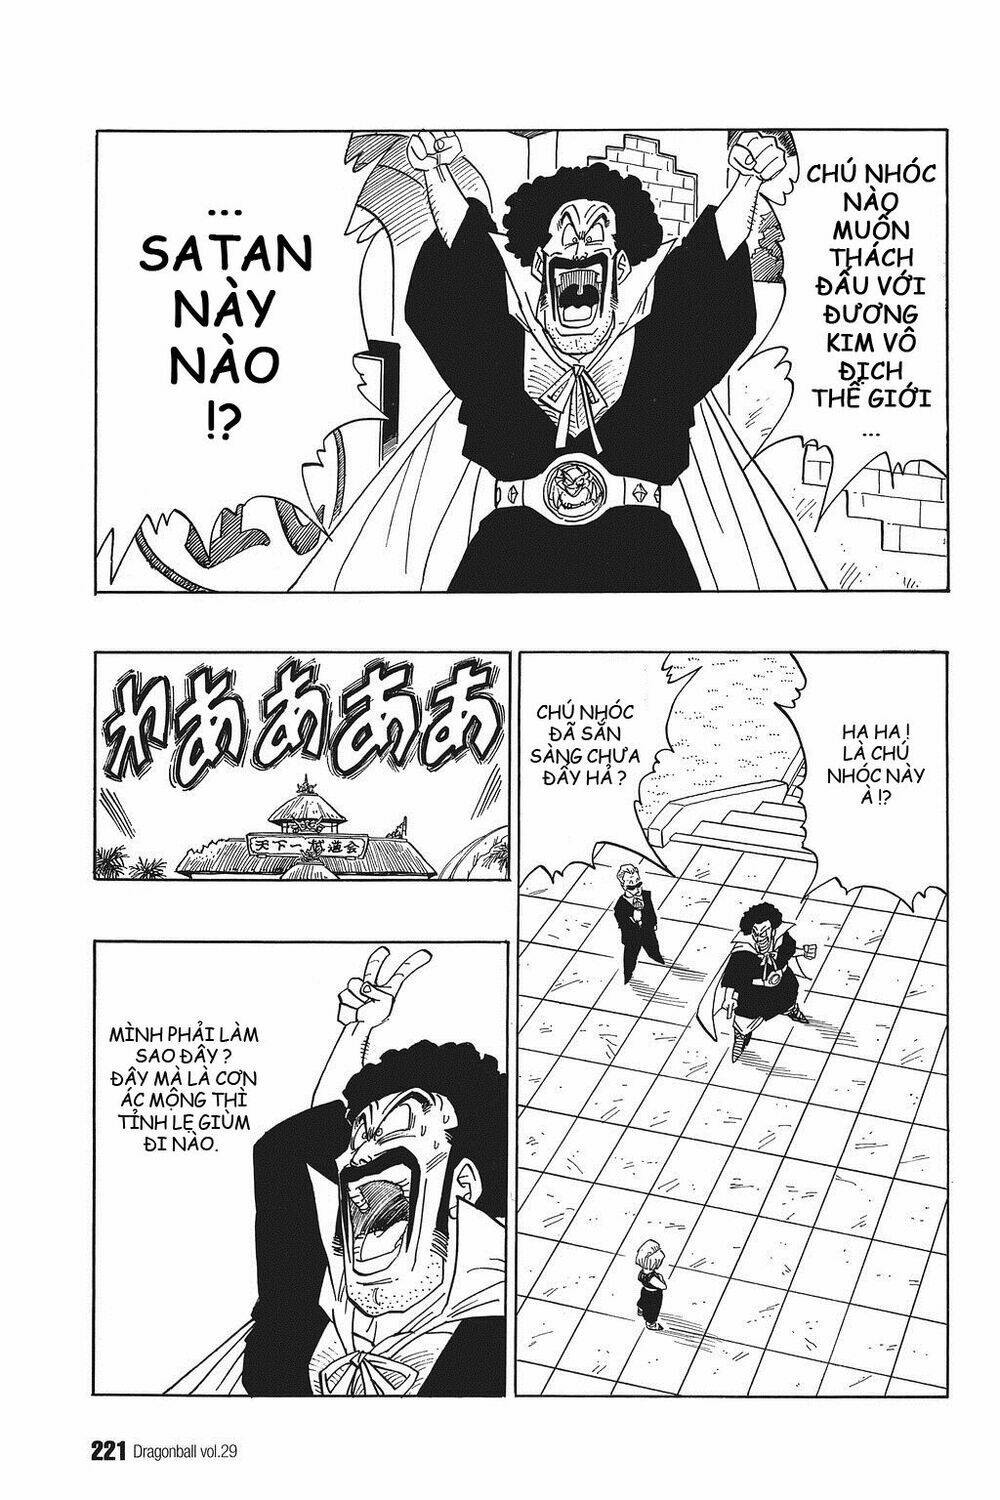 CHÚ NHÓC
NÀO
MUỐN
THÁCH
ĐẤU VỚI
ĐƯƠNG
KIM VÔ
ĐỊCH
THẾ GIỚI
...
...
SATAN
NÀY
NÀO
!?
HA HA!
LÀ CHÚ
NHÓC NÀY
À!?
CHÚ NHÓC
ĐÃ SẴN
SÀNG CHƯA
ĐẤY HẢ?
わあああああ
天下一武道会
MÌNH PHẢI LÀM
SAO ĐÂY?
ĐÂY MÀ LÀ CƠN
ÁC MỘNG THÌ
TỈNH LẸ GIÙM
ĐI NÀO.
221 Dragonball vol.29